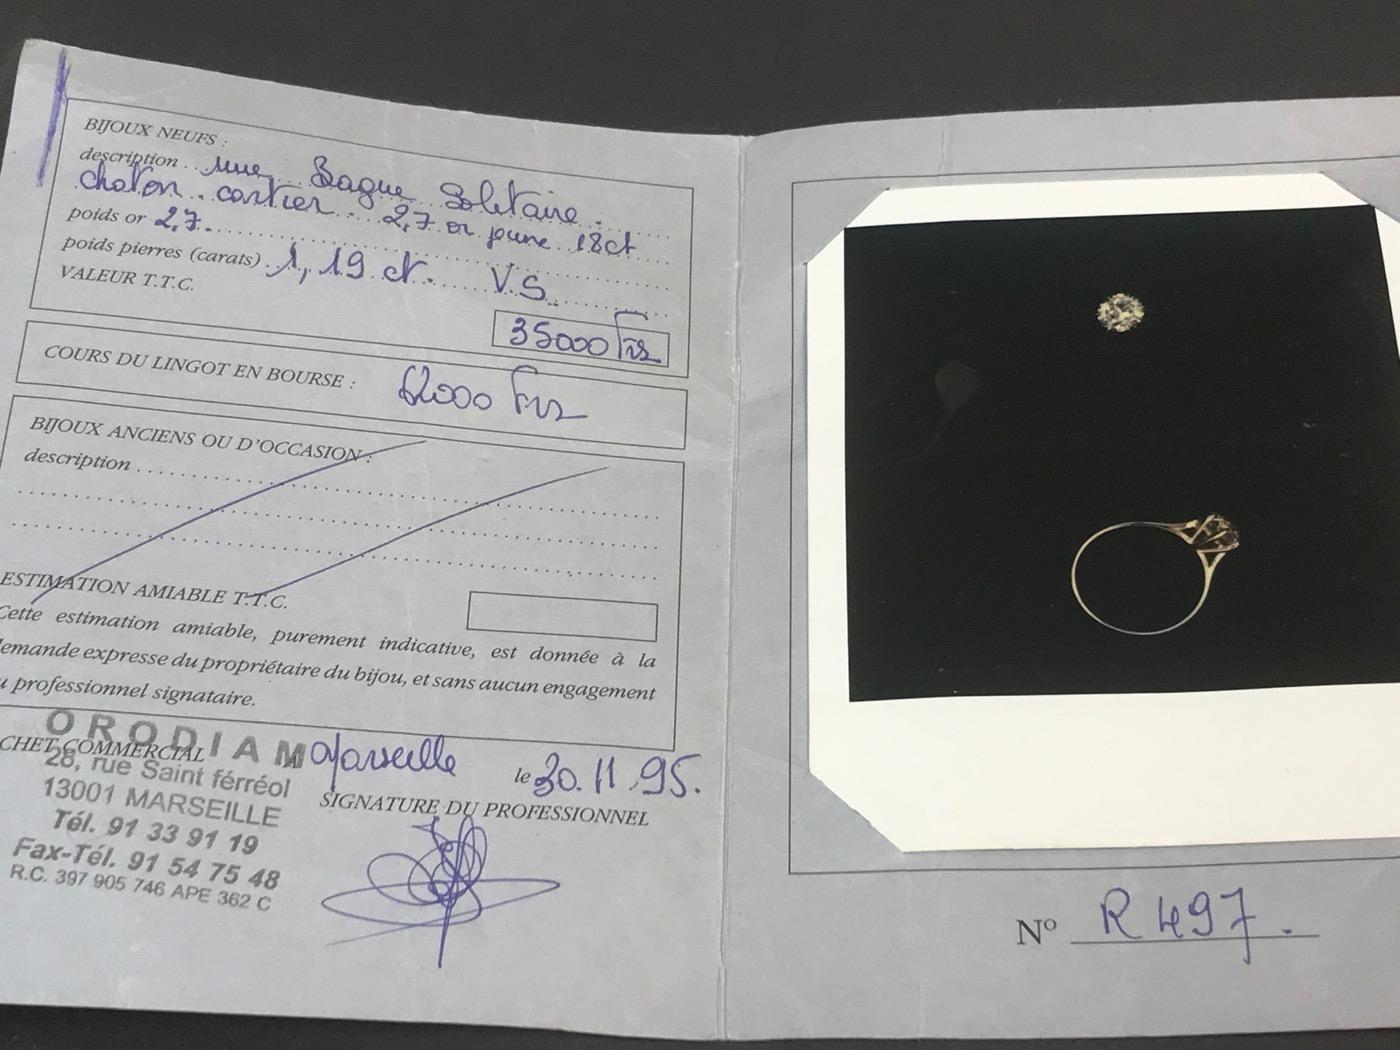 BIJOUX NEUFS :
description .. une Bague Solitaire.
chaton . cartier . 2,7 or jaune 18ct
poids or 2,7.
poids pierres (carats) 1,19 ct. V.S
VALEUR T.T.C.
35000 Frs
COURS DU LINGOT EN BOURSE : 62000 Frs
BIJOUX ANCIENS OU D'OCCASION :
description
ESTIMATION AMIABLE T.T.C.
Cette estimation amiable, purement indicative, est donnée à la
demande expresse du propriétaire du bijou, et sans aucun engagement
du professionnel signataire.
CACHET COMMERCIAL Marseille le 30.11.95.
ORODIAM
28, rue Saint férréol
13001 MARSEILLE
Tél. 91 33 91 19
Fax-Tél. 91 54 75 48
R.C. 397 905 746 APE 362 C
SIGNATURE DU PROFESSIONNEL
N° R 497.